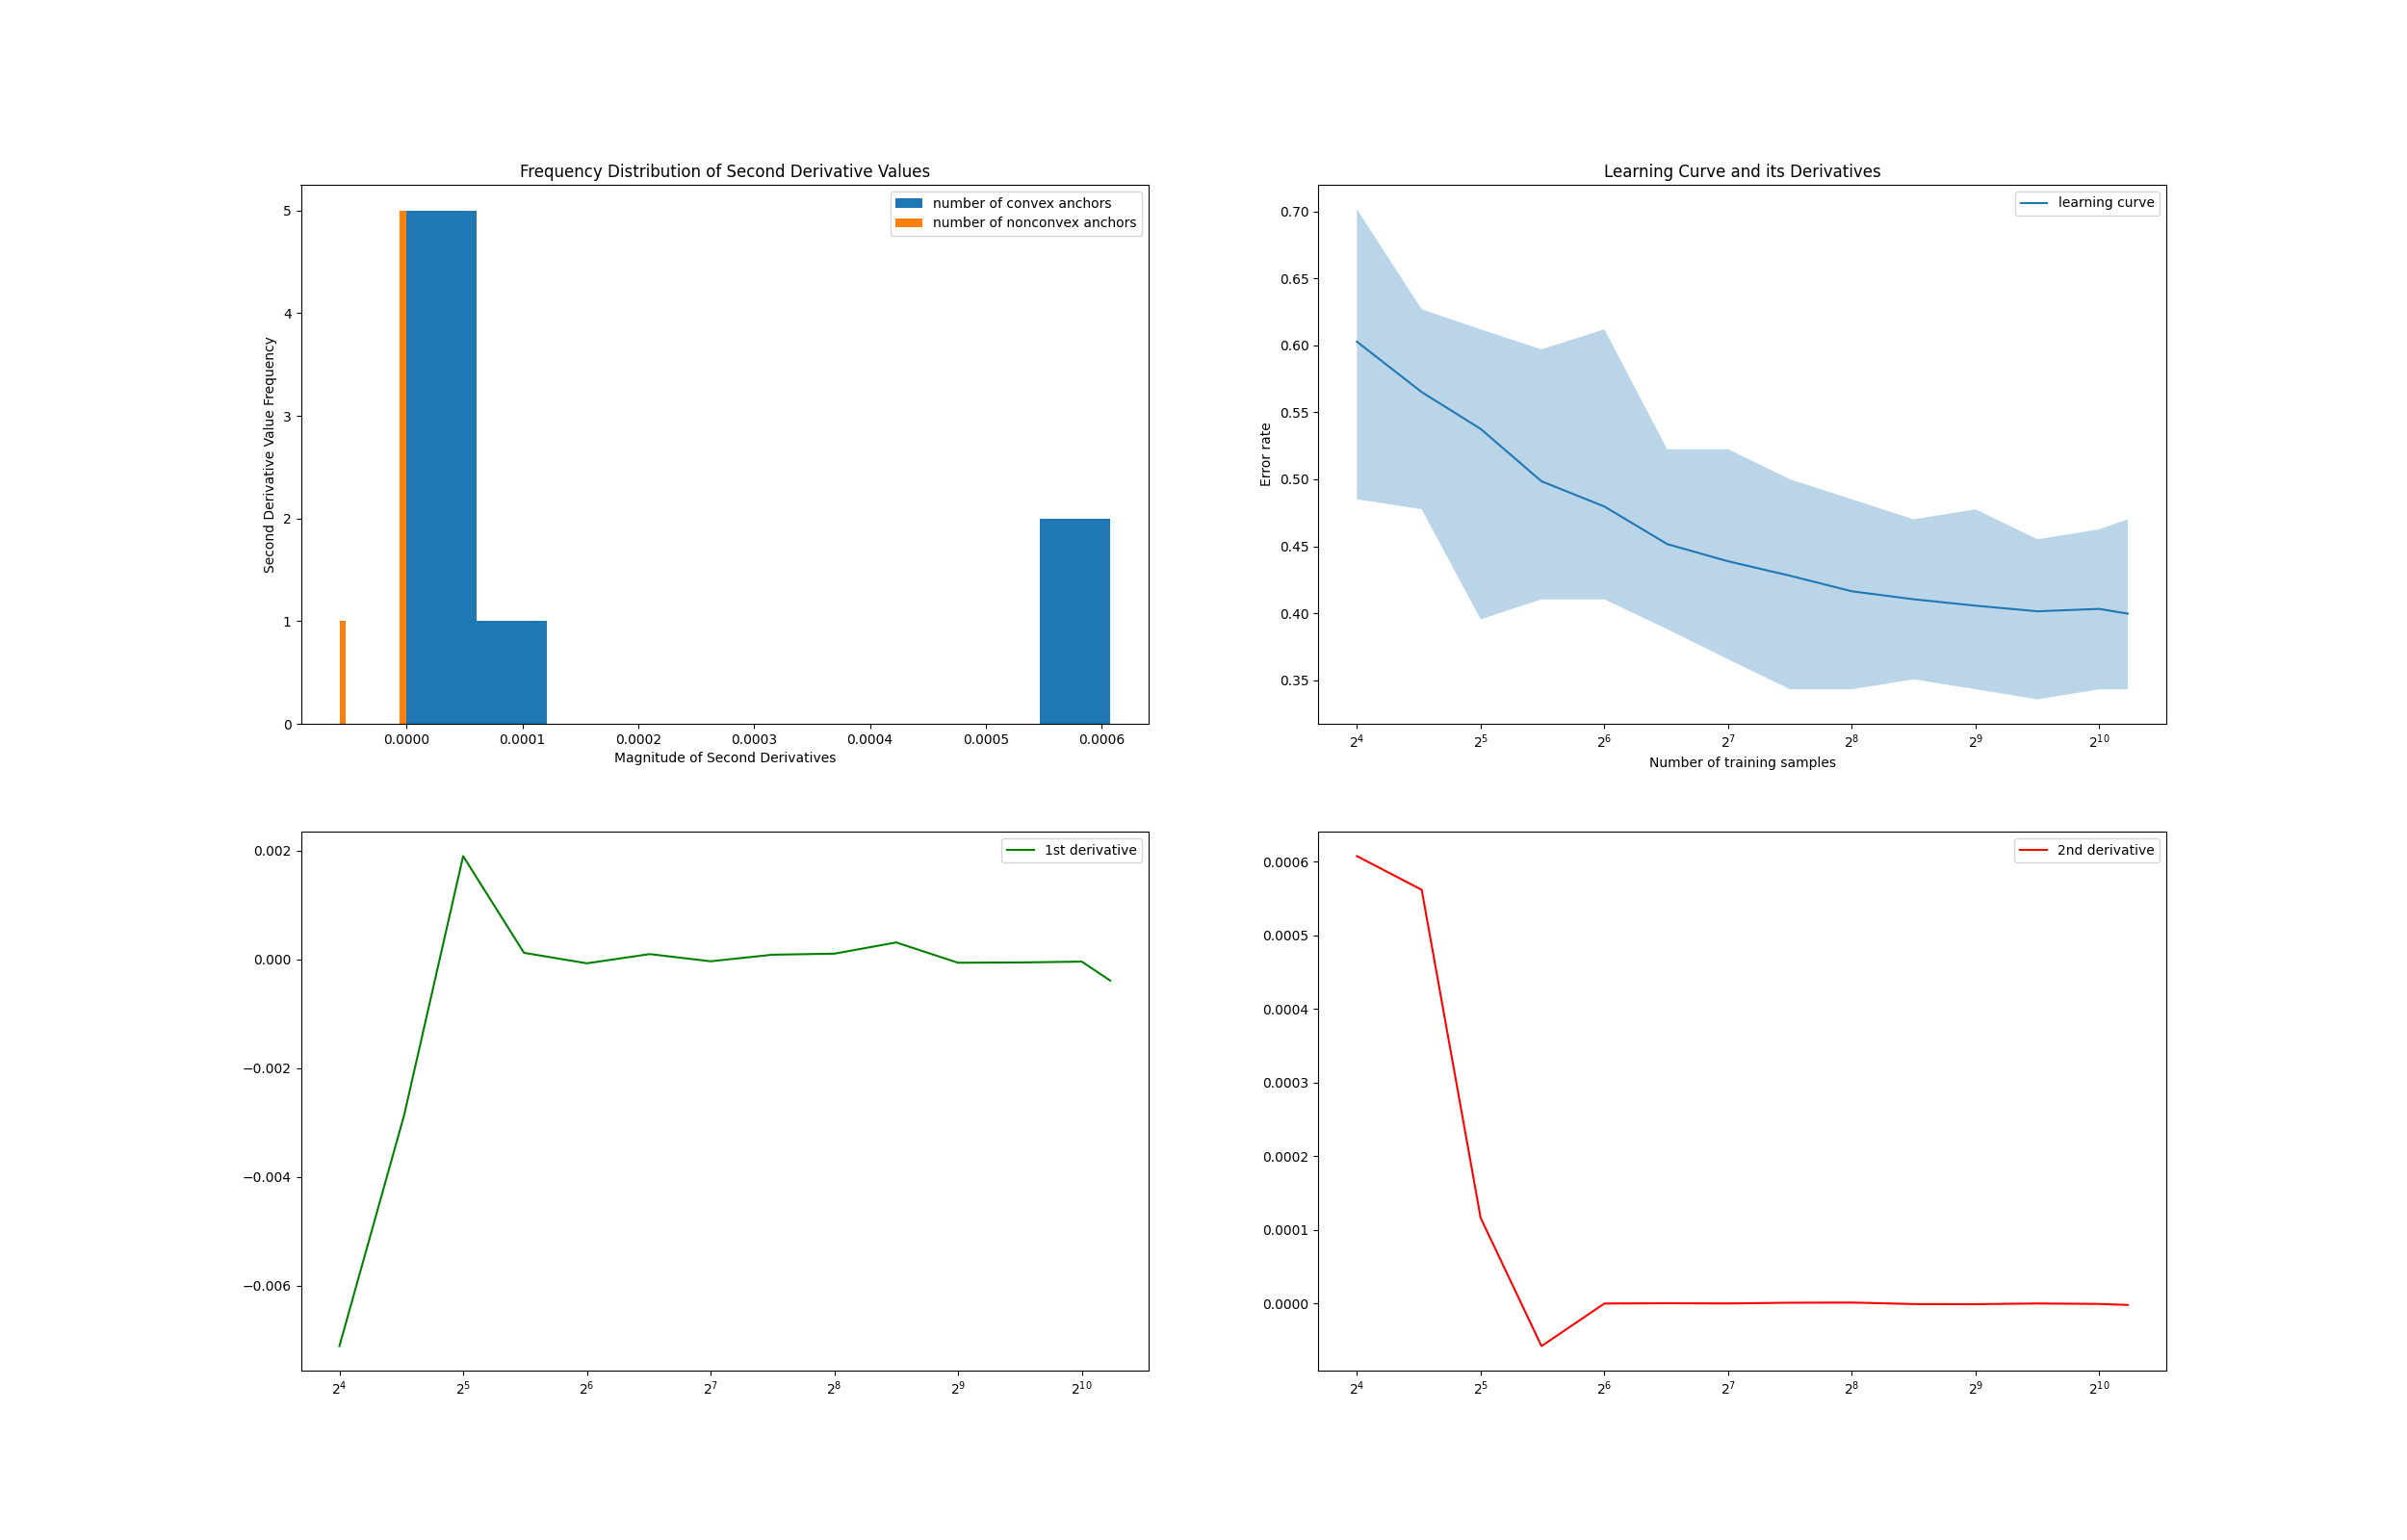 Frequency Distribution of Second Derivative Values
number of convex anchors
number of nonconvex anchors
Second Derivative Value Frequency
5
4
3
2
1
0
0.0000 0.0001 0.0002 0.0003 0.0004 0.0005 0.0006
Magnitude of Second Derivatives
Learning Curve and its Derivatives
learning curve
Error rate
0.70
0.65
0.60
0.55
0.50
0.45
0.40
0.35
2⁴ 2⁵ 2⁶ 2⁷ 2⁸ 2⁹ 2¹⁰
Number of training samples
1st derivative
0.002
0.000
−0.002
−0.004
−0.006
2⁴ 2⁵ 2⁶ 2⁷ 2⁸ 2⁹ 2¹⁰
2nd derivative
0.0006
0.0005
0.0004
0.0003
0.0002
0.0001
0.0000
2⁴ 2⁵ 2⁶ 2⁷ 2⁸ 2⁹ 2¹⁰